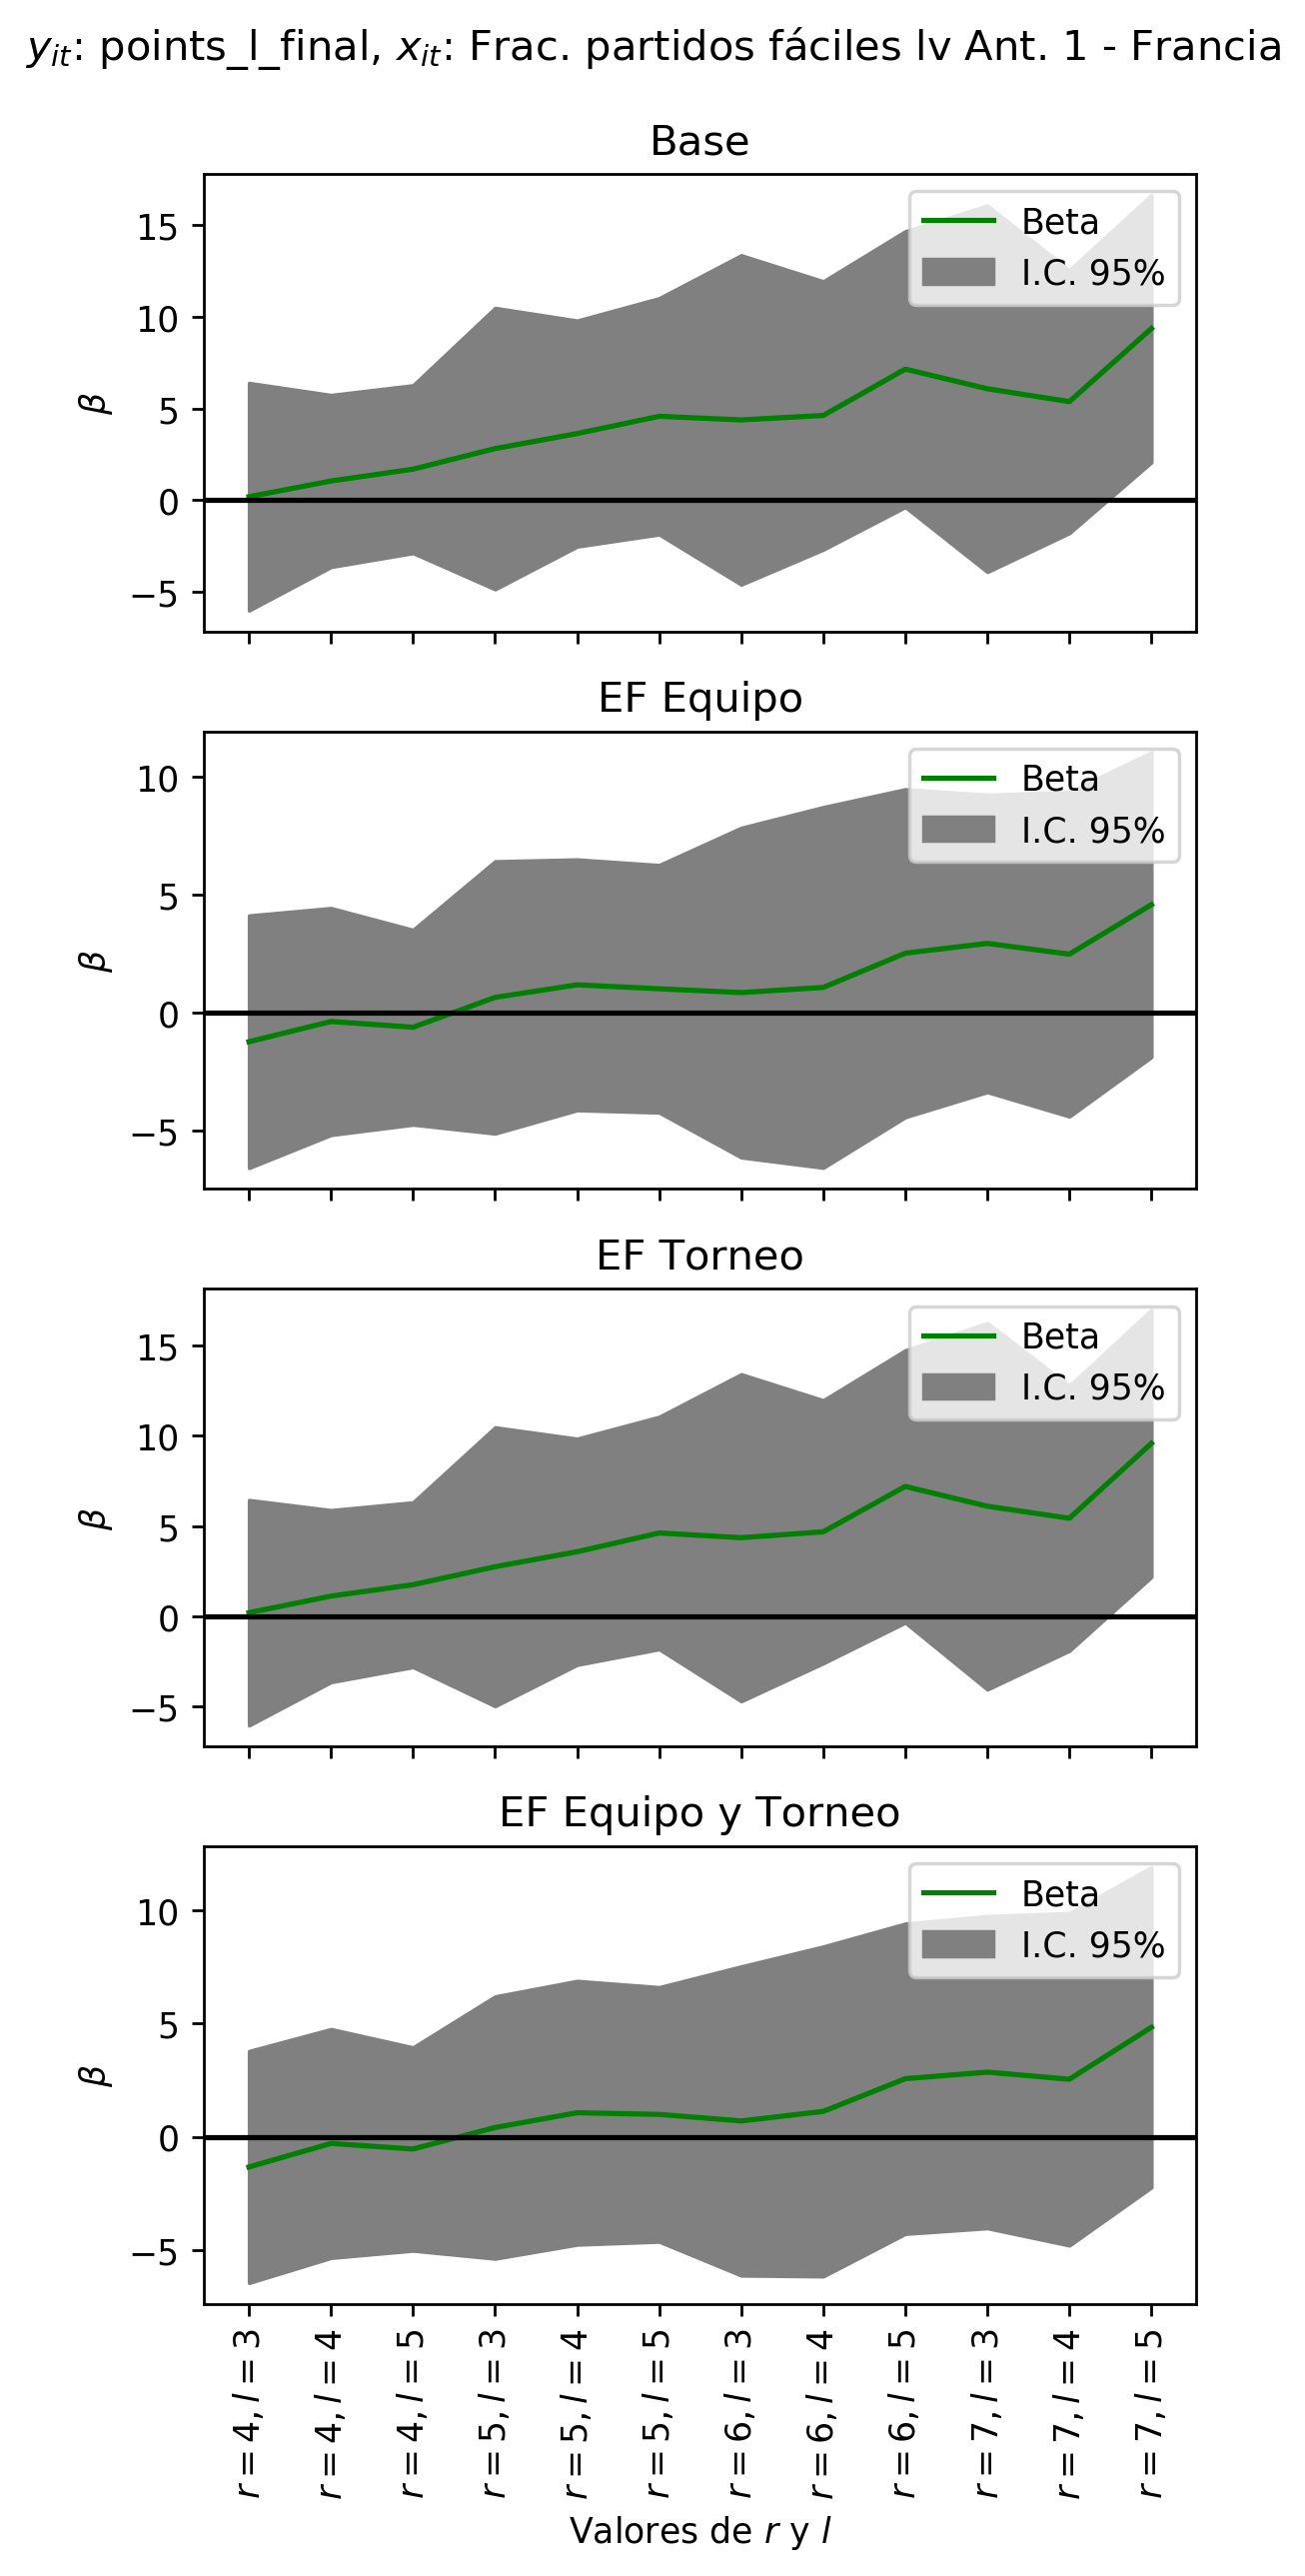 y_it: points_l_final, x_it: Frac. partidos fáciles lv Ant. 1 - Francia
Base
15
10
5
0
−5
β
Beta
I.C. 95%
EF Equipo
10
5
0
−5
β
Beta
I.C. 95%
EF Torneo
15
10
5
0
−5
β
Beta
I.C. 95%
EF Equipo y Torneo
10
5
0
−5
β
Beta
I.C. 95%
r = 4, l = 3
r = 4, l = 4
r = 4, l = 5
r = 5, l = 3
r = 5, l = 4
r = 5, l = 5
r = 6, l = 3
r = 6, l = 4
r = 6, l = 5
r = 7, l = 3
r = 7, l = 4
r = 7, l = 5
Valores de r y l